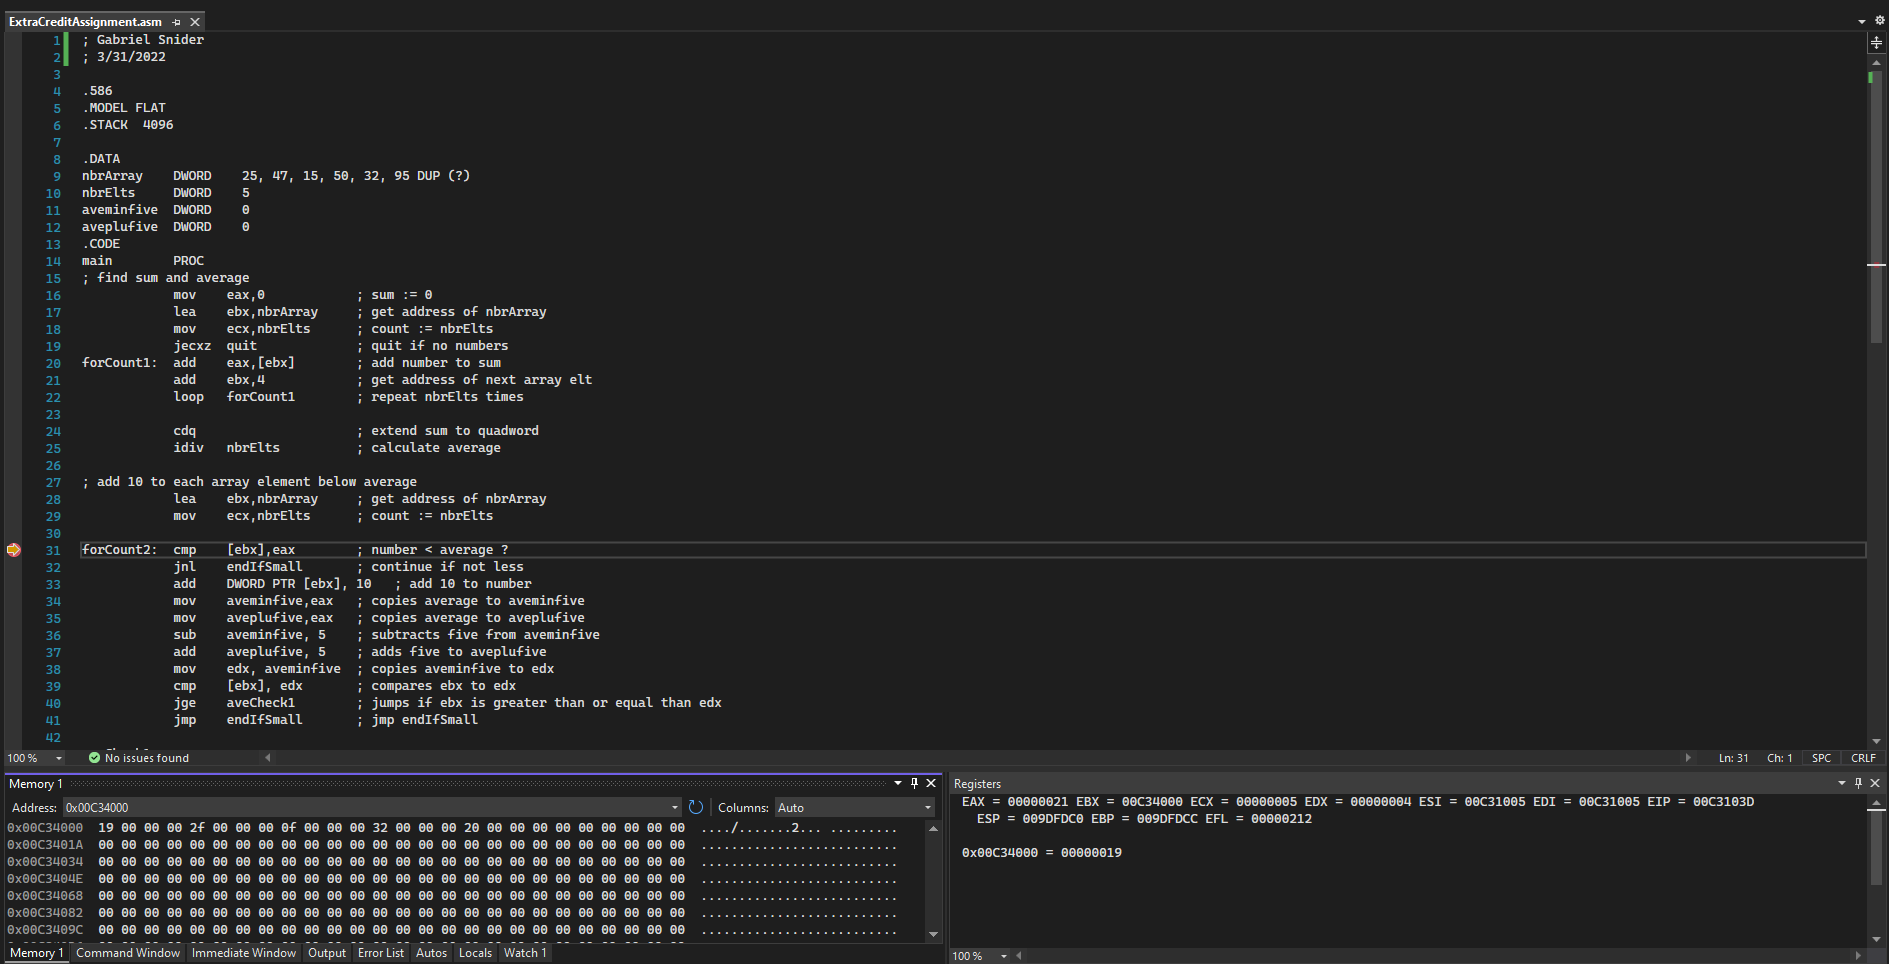 ExtraCreditAssignment.asm
1 ; Gabriel Snider
2 ; 3/31/2022
3
4 .586
5 .MODEL FLAT
6 .STACK  4096
7
8 .DATA
9 nbrArray    DWORD    25, 47, 15, 50, 32, 95 DUP (?)
10 nbrElts     DWORD    5
11 aveminfive  DWORD    0
12 aveplufive  DWORD    0
13 .CODE
14 main        PROC
15 ; find sum and average
16             mov    eax,0            ; sum := 0
17             lea    ebx,nbrArray     ; get address of nbrArray
18             mov    ecx,nbrElts      ; count := nbrElts
19             jecxz  quit             ; quit if no numbers
20 forCount1:  add    eax,[ebx]        ; add number to sum
21             add    ebx,4            ; get address of next array elt
22             loop   forCount1        ; repeat nbrElts times
23
24             cdq                     ; extend sum to quadword
25             idiv   nbrElts          ; calculate average
26
27 ; add 10 to each array element below average
28             lea    ebx,nbrArray     ; get address of nbrArray
29             mov    ecx,nbrElts      ; count := nbrElts
30
31 forCount2:  cmp    [ebx],eax        ; number < average ?
32             jnl    endIfSmall       ; continue if not less
33             add    DWORD PTR [ebx], 10   ; add 10 to number
34             mov    aveminfive,eax   ; copies average to aveminfive
35             mov    aveplufive,eax   ; copies average to aveplufive
36             sub    aveminfive, 5    ; subtracts five from aveminfive
37             add    aveplufive, 5    ; adds five to aveplufive
38             mov    edx, aveminfive  ; copies aveminfive to edx
39             cmp    [ebx], edx       ; compares ebx to edx
40             jge    aveCheck1        ; jumps if ebx is greater than or equal than edx
41             jmp    endIfSmall       ; jmp endIfSmall
42
100 % No issues found Ln: 31 Ch: 1 SPC CRLF
Memory 1
Address: 0x00C34000 Columns: Auto
0x00C34000 19 00 00 00 2f 00 00 00 0f 00 00 00 32 00 00 00 20 00 00 00 00 00 00 00 00 00 ..../.......2... .........
0x00C3401A 00 00 00 00 00 00 00 00 00 00 00 00 00 00 00 00 00 00 00 00 00 00 00 00 00 00 ..........................
0x00C34034 00 00 00 00 00 00 00 00 00 00 00 00 00 00 00 00 00 00 00 00 00 00 00 00 00 00 ..........................
0x00C3404E 00 00 00 00 00 00 00 00 00 00 00 00 00 00 00 00 00 00 00 00 00 00 00 00 00 00 ..........................
0x00C34068 00 00 00 00 00 00 00 00 00 00 00 00 00 00 00 00 00 00 00 00 00 00 00 00 00 00 ..........................
0x00C34082 00 00 00 00 00 00 00 00 00 00 00 00 00 00 00 00 00 00 00 00 00 00 00 00 00 00 ..........................
0x00C3409C 00 00 00 00 00 00 00 00 00 00 00 00 00 00 00 00 00 00 00 00 00 00 00 00 00 00 ..........................
Memory 1 Command Window Immediate Window Output Error List Autos Locals Watch 1
Registers
EAX = 00000021 EBX = 00C34000 ECX = 00000005 EDX = 00000004 ESI = 00C31005 EDI = 00C31005 EIP = 00C3103D
ESP = 009DFDC0 EBP = 009DFDCC EFL = 00000212
0x00C34000 = 00000019
100 %